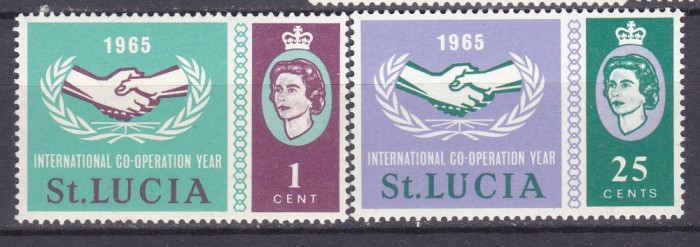 1965
INTERNATIONAL CO-OPERATION YEAR
St. LUCIA
1
CENT
1965
INTERNATIONAL CO-OPERATION YEAR
St. LUCIA
25
CENTS